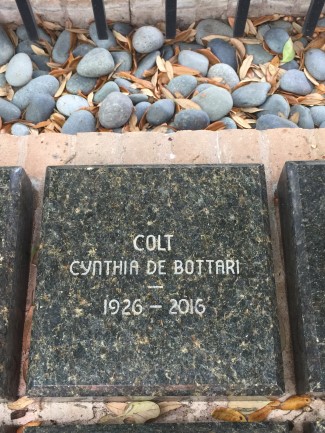 COLT
CYNTHIA DE BOTTARI
—
1926 — 2016